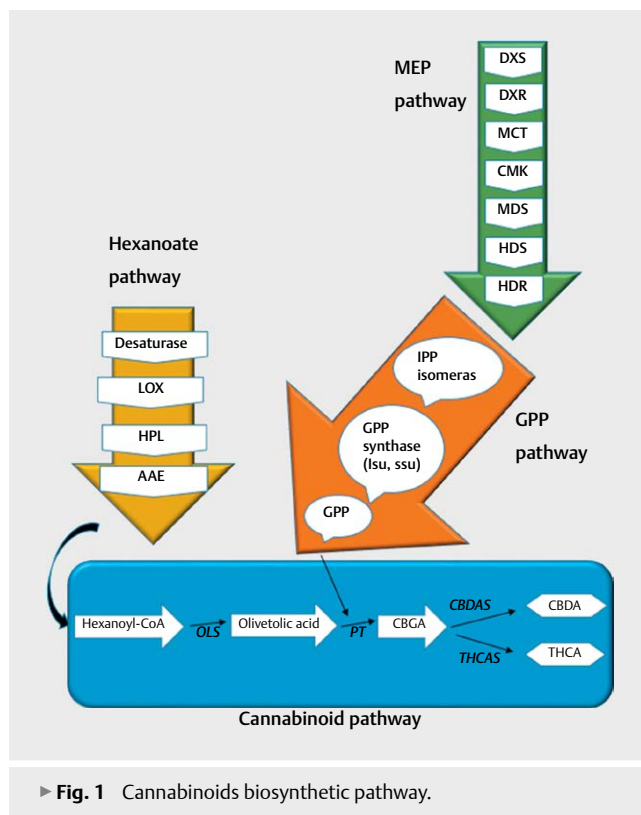 MEP
pathway
DXS
DXR
MCT
CMK
MDS
HDS
HDR
Hexanoate
pathway
Desaturase
LOX
HPL
AAE
IPP
isomeras
GPP
synthase
(lsu, ssu)
GPP
GPP
pathway
Hexanoyl-CoA
OLS
Olivetolic acid
PT
CBGA
CBDAS
CBDA
THCAS
THCA
Cannabinoid pathway
▶ Fig. 1 Cannabinoids biosynthetic pathway.